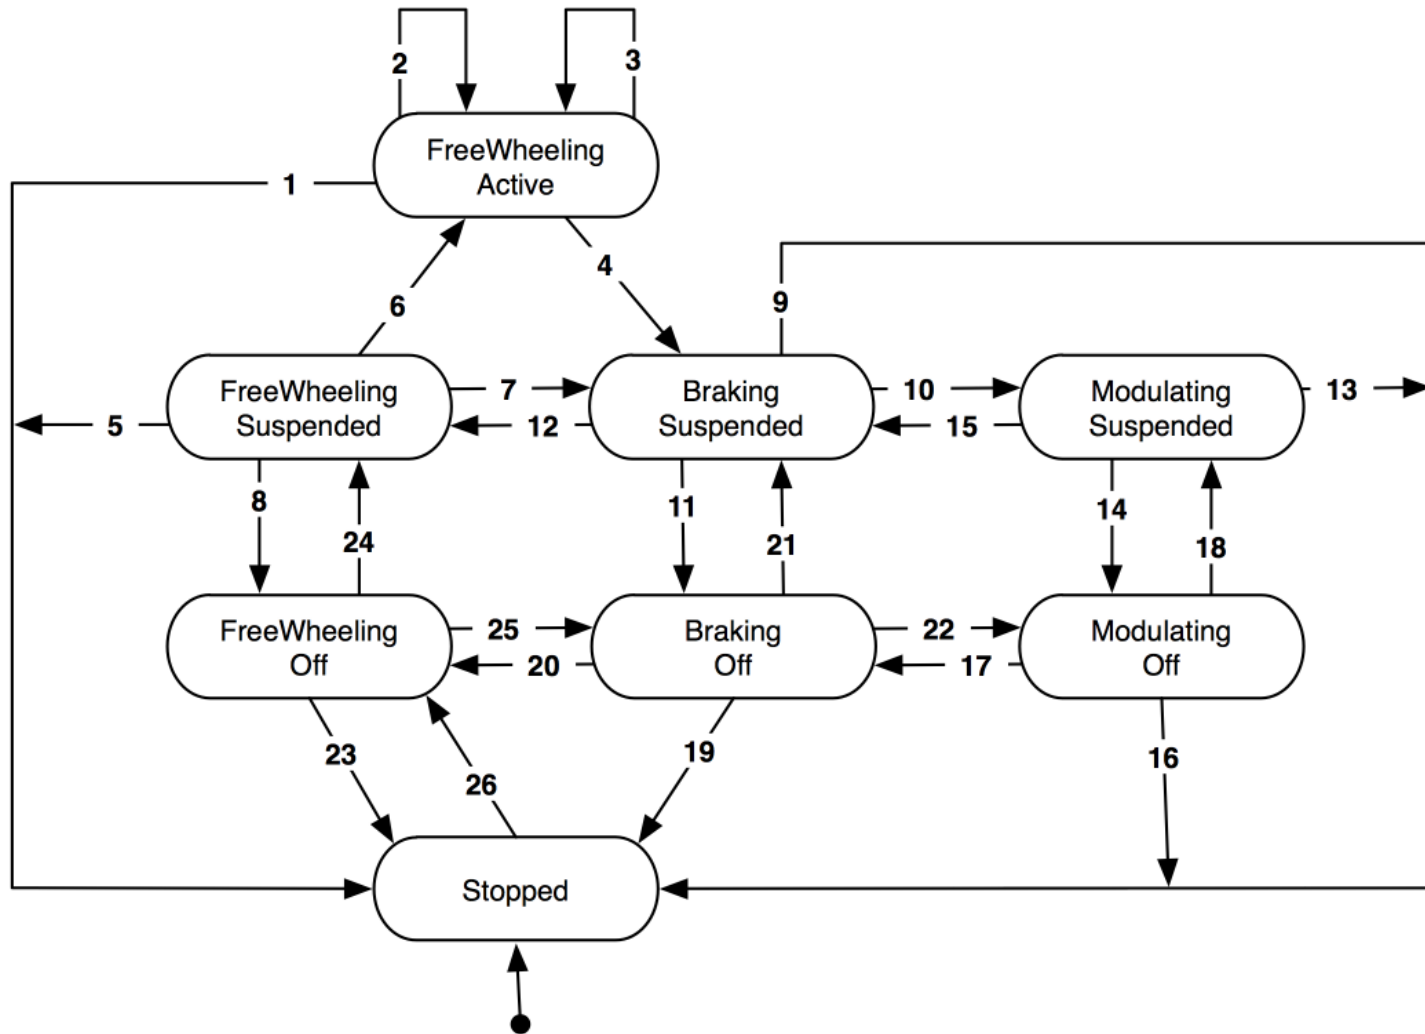 2
3
FreeWheeling
Active
1
4
6
9
FreeWheeling
Suspended
7
12
Braking
Suspended
10
15
Modulating
Suspended
13
5
8
24
11
21
14
18
FreeWheeling
Off
25
20
Braking
Off
22
17
Modulating
Off
23
26
19
16
Stopped